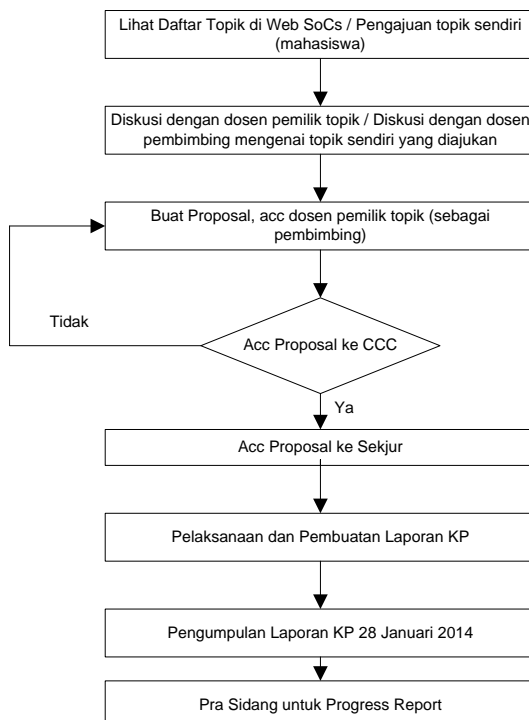 Lihat Daftar Topik di Web SoCs / Pengajuan topik sendiri
(mahasiswa)
Diskusi dengan dosen pemilik topik / Diskusi dengan dosen
pembimbing mengenai topik sendiri yang diajukan
Buat Proposal, acc dosen pemilik topik (sebagai
pembimbing)
Tidak
Acc Proposal ke CCC
Ya
Acc Proposal ke Sekjur
Pelaksanaan dan Pembuatan Laporan KP
Pengumpulan Laporan KP 28 Januari 2014
Pra Sidang untuk Progress Report